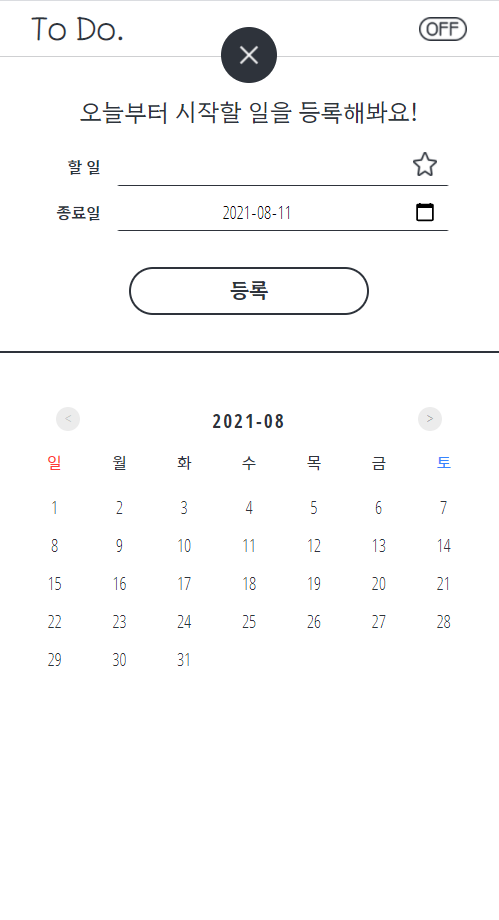 To Do.
OFF
오늘부터 시작할 일을 등록해봐요!
할 일
종료일 2021-08-11
등록
< 2021-08 >
일 월 화 수 목 금 토
1 2 3 4 5 6 7
8 9 10 11 12 13 14
15 16 17 18 19 20 21
22 23 24 25 26 27 28
29 30 31